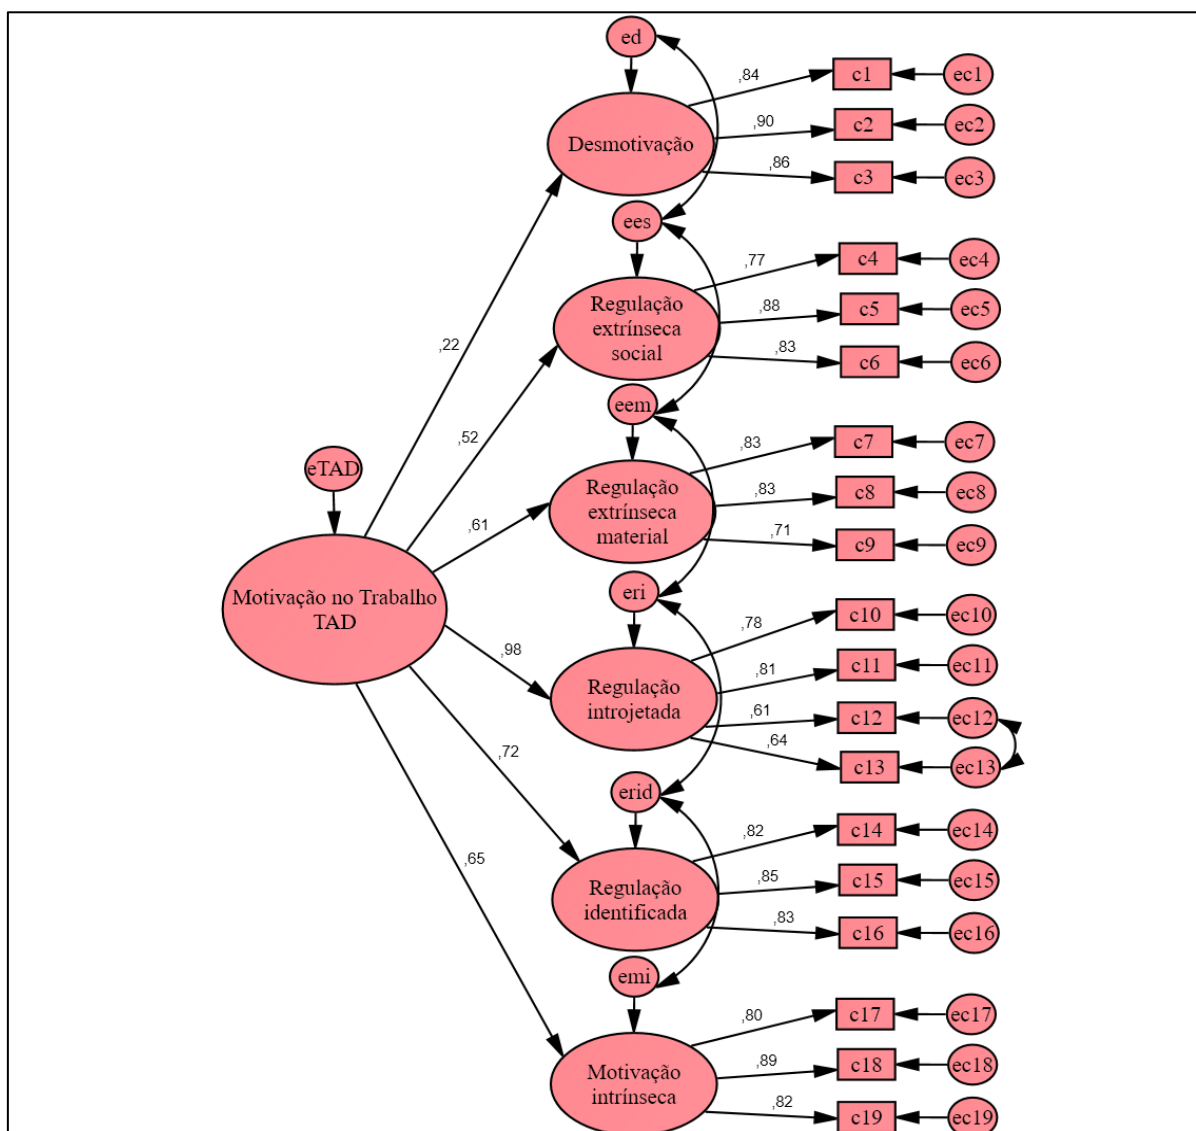 ed
,84
c1
ec1
,90
c2
ec2
Desmotivação
,86
c3
ec3
ees
,77
c4
ec4
Regulação
extrínseca
social
,88
c5
ec5
,83
c6
ec6
,22
eem
,83
c7
ec7
,52
eTAD
Regulação
extrínseca
material
,83
c8
ec8
,61
,71
c9
ec9
eri
Motivação no Trabalho
TAD
,78
c10
ec10
,98
Regulação
introjetada
,81
c11
ec11
,61
c12
ec12
,64
c13
ec13
,72
erid
,82
c14
ec14
,65
Regulação
identificada
,85
c15
ec15
,83
c16
ec16
emi
,80
c17
ec17
Motivação
intrínseca
,89
c18
ec18
,82
c19
ec19